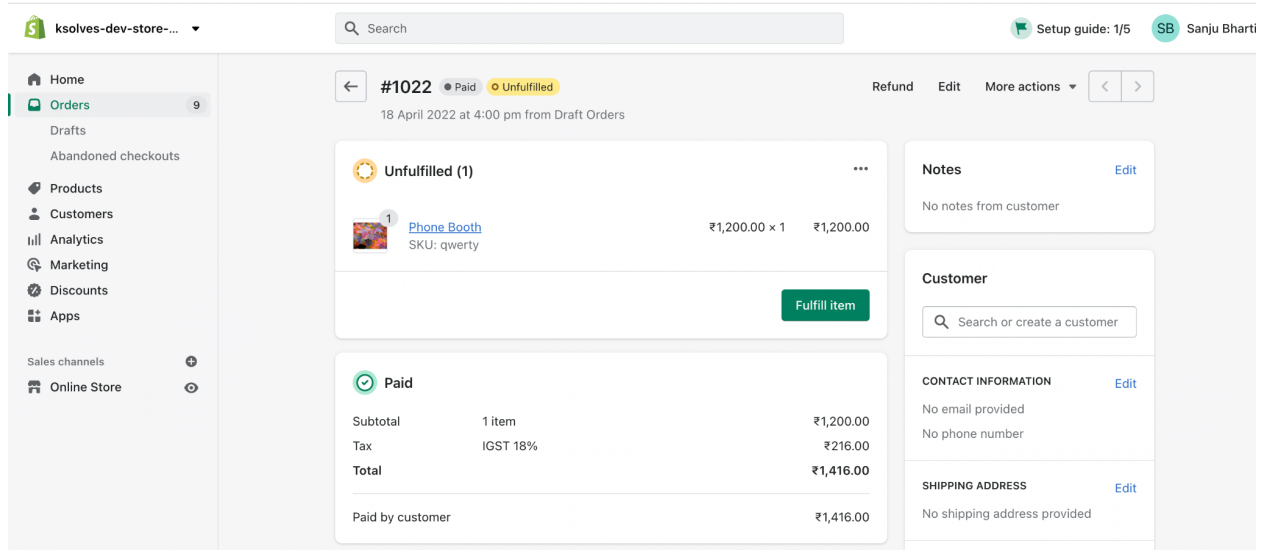 ksolves-dev-store-...
Search
Setup guide: 1/5
SB
Sanju Bharti
Home
Orders 9
Drafts
Abandoned checkouts
Products
Customers
Analytics
Marketing
Discounts
Apps
Sales channels
Online Store
#1022 Paid Unfulfilled
Refund Edit More actions
18 April 2022 at 4:00 pm from Draft Orders
Unfulfilled (1)
1
Phone Booth ₹1,200.00 × 1 ₹1,200.00
SKU: qwerty
Fulfill item
Paid
Subtotal 1 item ₹1,200.00
Tax IGST 18% ₹216.00
Total ₹1,416.00
Paid by customer ₹1,416.00
Notes Edit
No notes from customer
Customer
Search or create a customer
CONTACT INFORMATION Edit
No email provided
No phone number
SHIPPING ADDRESS Edit
No shipping address provided